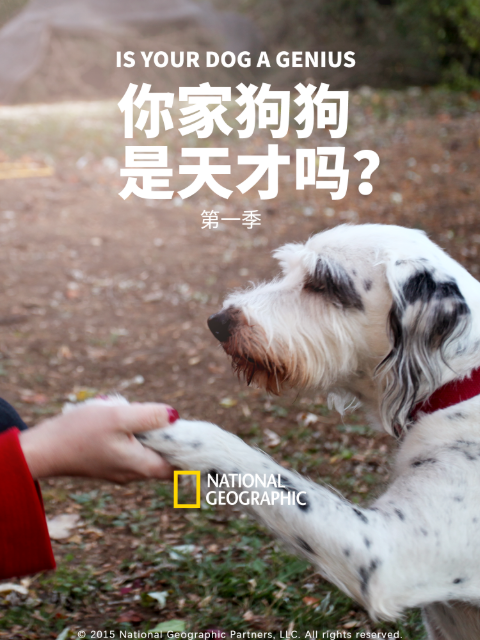 IS YOUR DOG A GENIUS
你家狗狗
是天才吗？
第一季
NATIONAL
GEOGRAPHIC
© 2015 National Geographic Partners, LLC. All rights reserved.